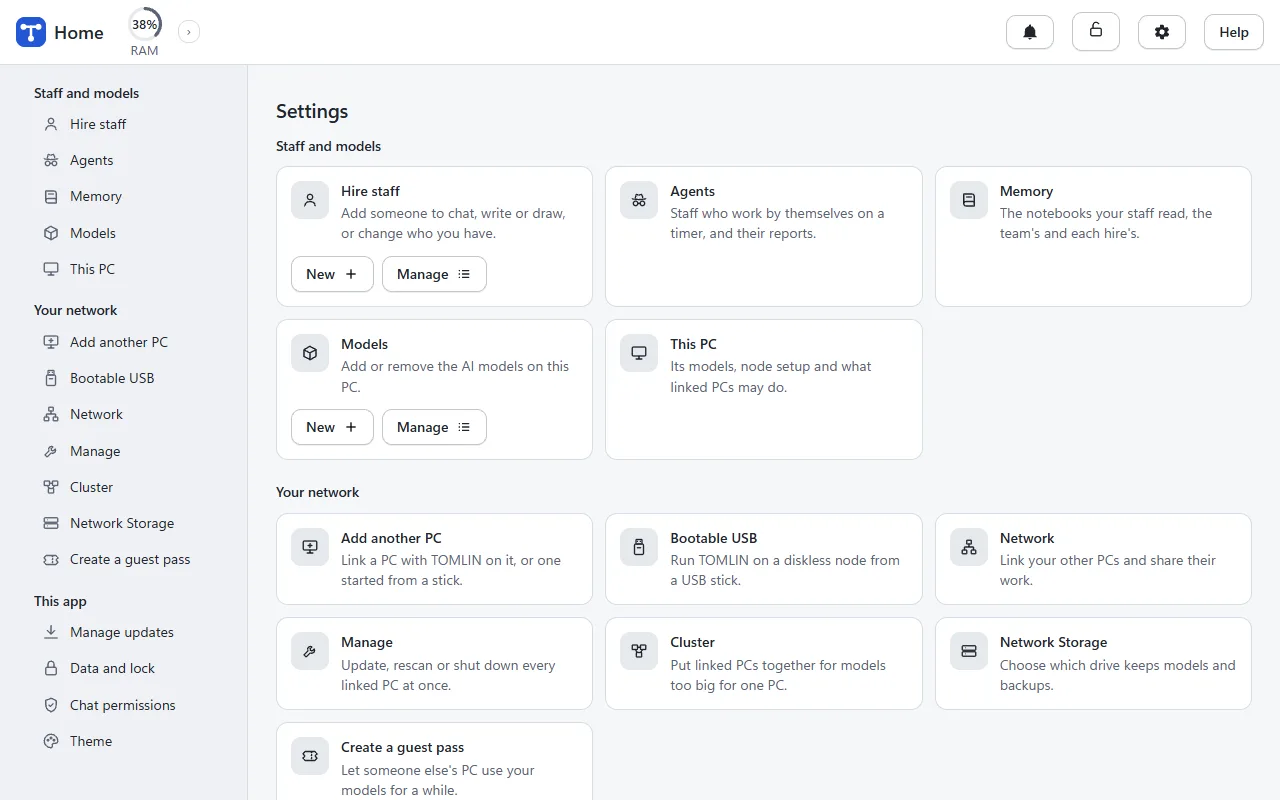 Home
38%
RAM
Help
Staff and models
Hire staff
Agents
Memory
Models
This PC
Your network
Add another PC
Bootable USB
Network
Manage
Cluster
Network Storage
Create a guest pass
This app
Manage updates
Data and lock
Chat permissions
Theme
Settings
Staff and models
Hire staff
Add someone to chat, write or draw,
or change who you have.
New
Manage
Agents
Staff who work by themselves on a
timer, and their reports.
Memory
The notebooks your staff read, the
team's and each hire's.
Models
Add or remove the AI models on this
PC.
New
Manage
This PC
Its models, node setup and what
linked PCs may do.
Your network
Add another PC
Link a PC with TOMLIN on it, or one
started from a stick.
Bootable USB
Run TOMLIN on a diskless node from
a USB stick.
Network
Link your other PCs and share their
work.
Manage
Update, rescan or shut down every
linked PC at once.
Cluster
Put linked PCs together for models
too big for one PC.
Network Storage
Choose which drive keeps models and
backups.
Create a guest pass
Let someone else's PC use your
models for a while.